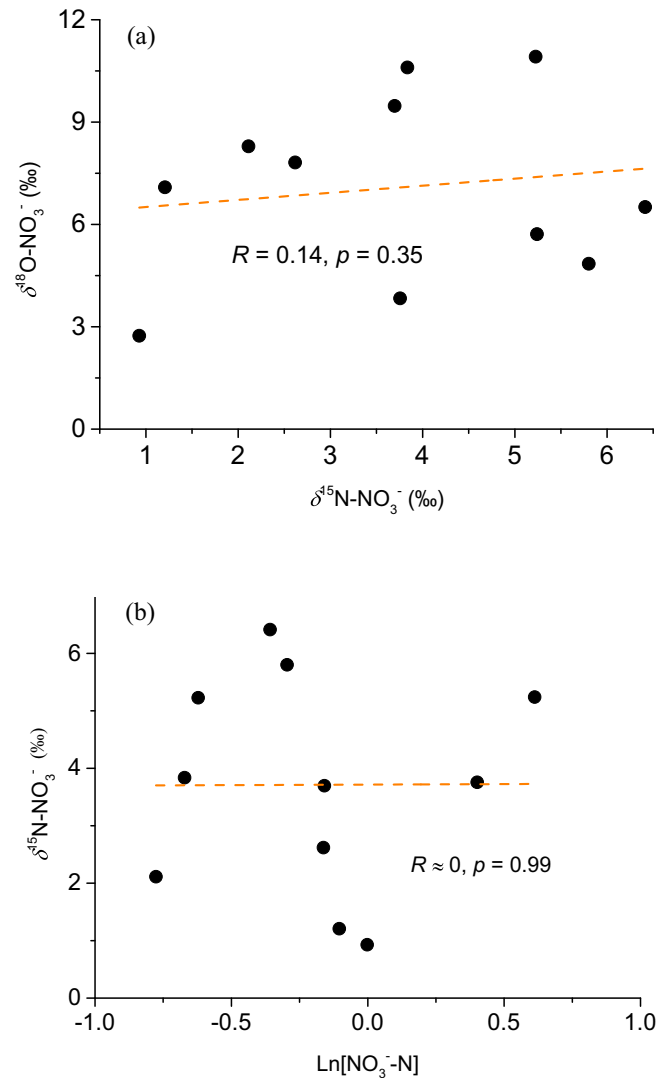 (a)
12
9
6
3
0
δ¹⁸O-NO₃⁻ (‰)
R = 0.14, p = 0.35
1 2 3 4 5 6
δ¹⁵N-NO₃⁻ (‰)
(b)
6
4
2
0
δ¹⁵N-NO₃⁻ (‰)
R ≈ 0, p = 0.99
-1.0 -0.5 0.0 0.5 1.0
Ln[NO₃⁻-N]